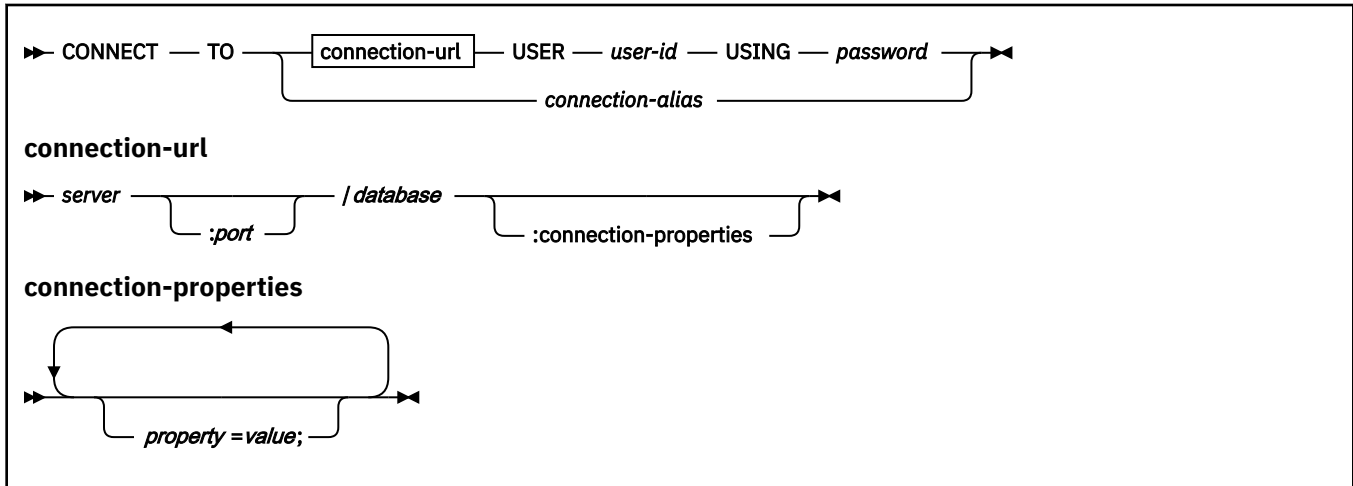 CONNECT TO connection-url USER user-id USING password
connection-alias
connection-url
server /database
:port :connection-properties
connection-properties
property =value;